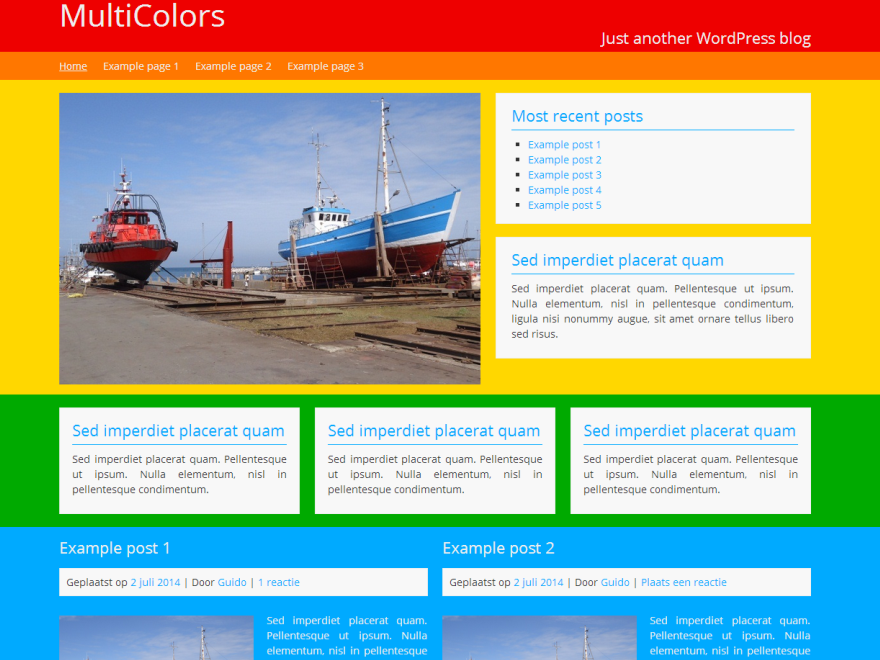 MultiColors
Just another WordPress blog
Home Example page 1 Example page 2 Example page 3
Most recent posts
Example post 1
Example post 2
Example post 3
Example post 4
Example post 5
Sed imperdiet placerat quam
Sed imperdiet placerat quam. Pellentesque ut ipsum.
Nulla elementum, nisl in pellentesque condimentum,
ligula nisi nonummy augue, sit amet ornare tellus libero
sed risus.
Sed imperdiet placerat quam
Sed imperdiet placerat quam. Pellentesque
ut ipsum. Nulla elementum, nisl in
pellentesque condimentum.
Sed imperdiet placerat quam
Sed imperdiet placerat quam. Pellentesque
ut ipsum. Nulla elementum, nisl in
pellentesque condimentum.
Sed imperdiet placerat quam
Sed imperdiet placerat quam. Pellentesque
ut ipsum. Nulla elementum, nisl in
pellentesque condimentum.
Example post 1
Geplaatst op 2 juli 2014 | Door Guido | 1 reactie
Sed imperdiet placerat quam.
Pellentesque ut ipsum. Nulla
elementum, nisl in pellentesque
Example post 2
Geplaatst op 2 juli 2014 | Door Guido | Plaats een reactie
Sed imperdiet placerat quam.
Pellentesque ut ipsum. Nulla
elementum, nisl in pellentesque